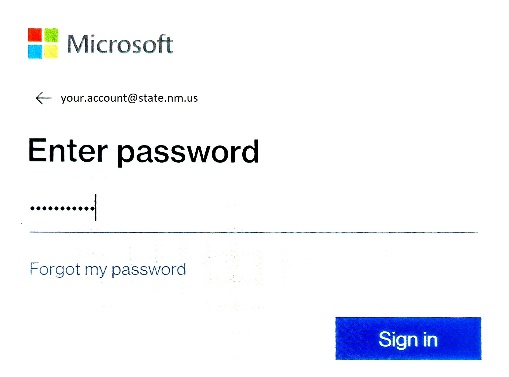 Microsoft
← your.account@state.nm.us
Enter password
•••••••••••
Forgot my password
Sign in